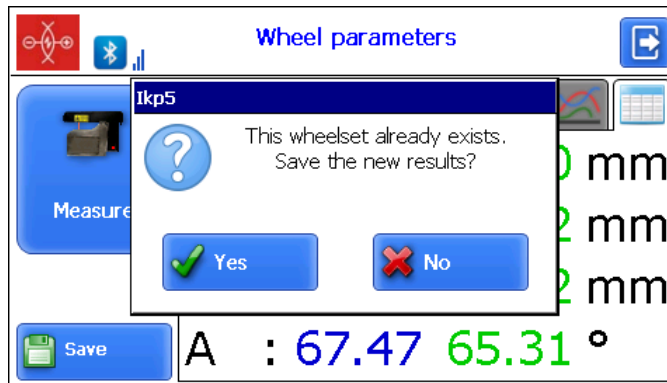 Wheel parameters
Ikp5
This wheelset already exists.
Save the new results?
Yes
No
Measure
mm
mm
mm
Save
A : 67.47 65.31 °